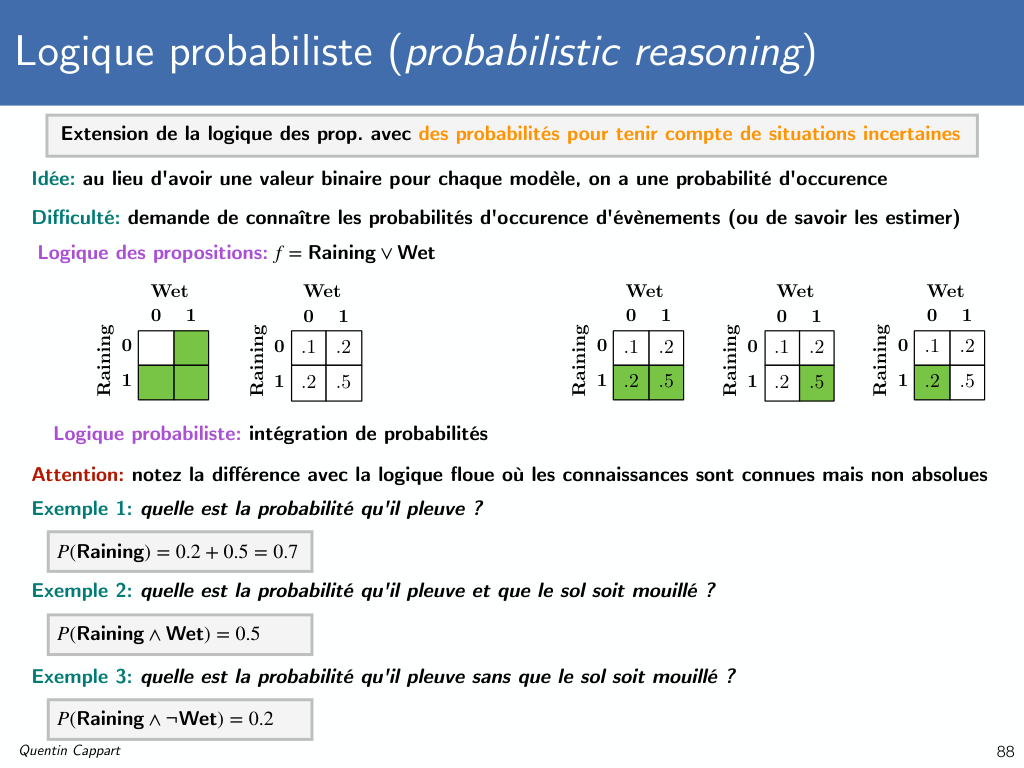 Logique probabiliste (probabilistic reasoning)
Extension de la logique des prop. avec des probabilités pour tenir compte de situations incertaines
Idée: au lieu d'avoir une valeur binaire pour chaque modèle, on a une probabilité d'occurence
Difficulté: demande de connaître les probabilités d'occurence d'évènements (ou de savoir les estimer)
Logique des propositions: f = Raining ∨ Wet
Wet
0 1
Raining
0
1
Wet
0 1
Raining
0 .1 .2
1 .2 .5
Wet
0 1
Raining
0 .1 .2
1 .2 .5
Wet
0 1
Raining
0 .1 .2
1 .2 .5
Wet
0 1
Raining
0 .1 .2
1 .2 .5
Logique probabiliste: intégration de probabilités
Attention: notez la différence avec la logique floue où les connaissances sont connues mais non absolues
Exemple 1: quelle est la probabilité qu'il pleuve ?
P(Raining) = 0.2 + 0.5 = 0.7
Exemple 2: quelle est la probabilité qu'il pleuve et que le sol soit mouillé ?
P(Raining ∧ Wet) = 0.5
Exemple 3: quelle est la probabilité qu'il pleuve sans que le sol soit mouillé ?
P(Raining ∧ ¬Wet) = 0.2
Quentin Cappart
88